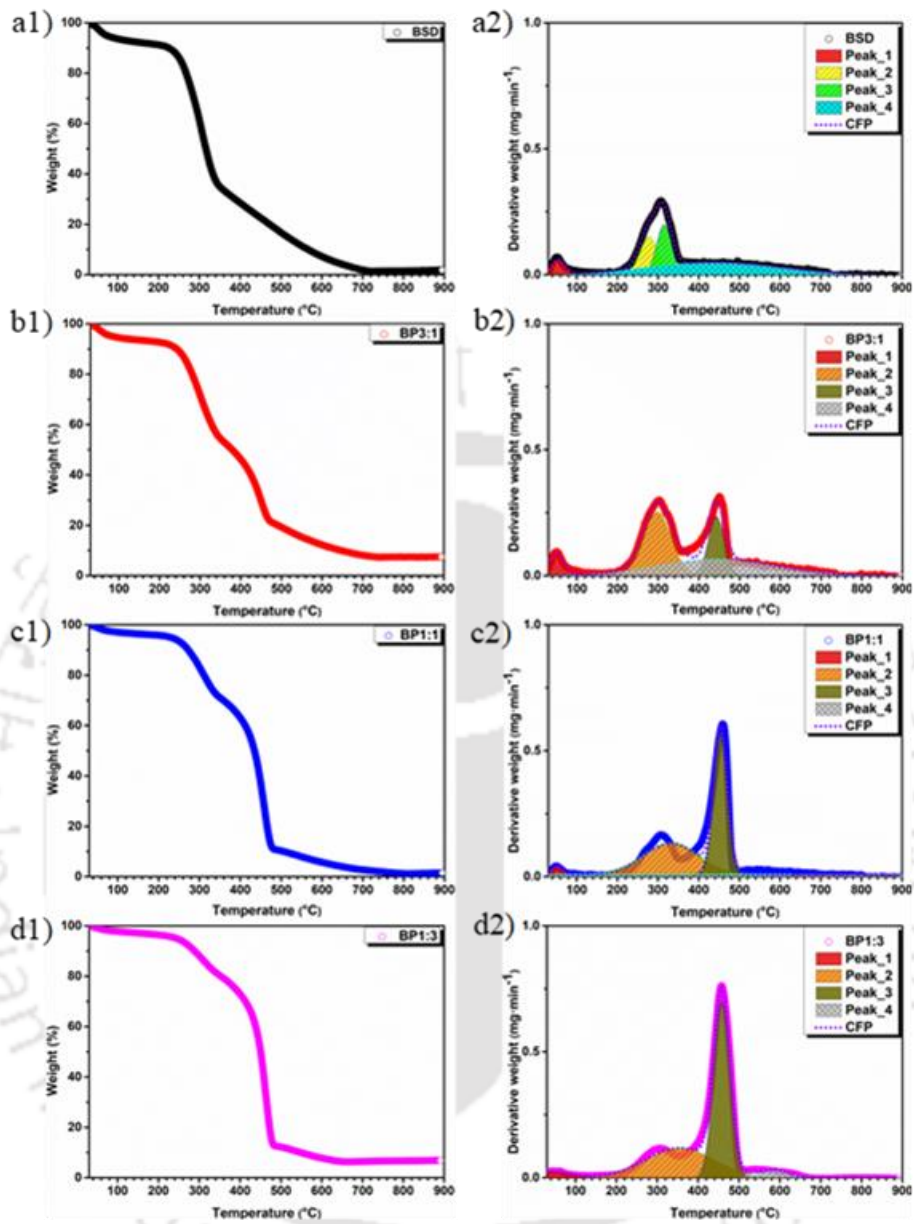 a1)
100
80
60
40
20
0
Weight (%)
BSD
100 200 300 400 500 600 700 800 900
Temperature (°C)
a2)
1.0
0.5
0.0
Derivative weight (mg·min⁻¹)
BSD
Peak_1
Peak_2
Peak_3
Peak_4
CFP
100 200 300 400 500 600 700 800 900
Temperature (°C)
b1)
100
80
60
40
20
0
Weight (%)
BP3:1
100 200 300 400 500 600 700 800 900
Temperature (°C)
b2)
1.0
0.5
0.0
Derivative weight (mg·min⁻¹)
BP3:1
Peak_1
Peak_2
Peak_3
Peak_4
CFP
100 200 300 400 500 600 700 800 900
Temperature (°C)
c1)
100
80
60
40
20
0
Weight (%)
BP1:1
100 200 300 400 500 600 700 800 900
Temperature (°C)
c2)
1.0
0.5
0.0
Derivative weight (mg·min⁻¹)
BP1:1
Peak_1
Peak_2
Peak_3
Peak_4
CFP
100 200 300 400 500 600 700 800 900
Temperature (°C)
d1)
100
80
60
40
20
0
Weight (%)
BP1:3
100 200 300 400 500 600 700 800 900
Temperature (°C)
d2)
1.0
0.5
0.0
Derivative weight (mg·min⁻¹)
BP1:3
Peak_1
Peak_2
Peak_3
Peak_4
CFP
100 200 300 400 500 600 700 800 900
Temperature (°C)